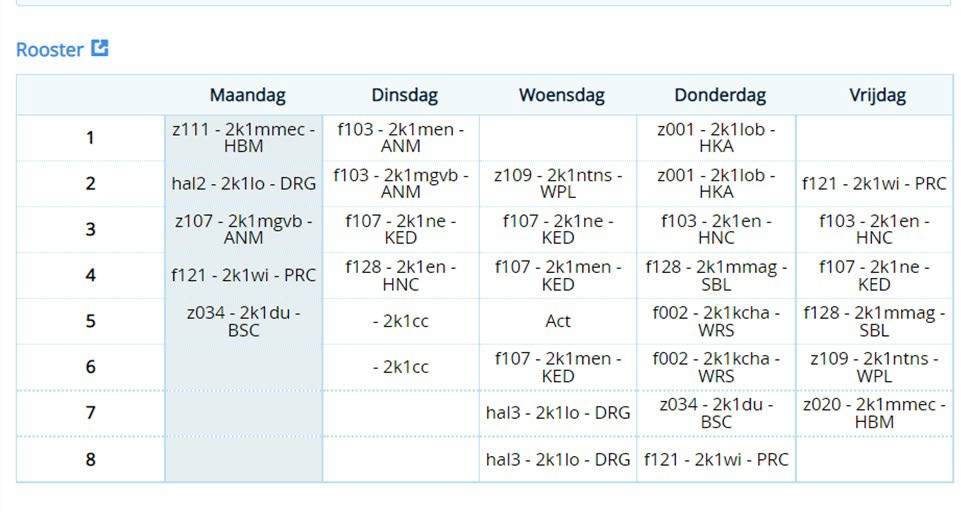 Rooster
Maandag Dinsdag Woensdag Donderdag Vrijdag
1 z111 - 2k1mmec - HBM f103 - 2k1men - ANM z001 - 2k1lob - HKA
2 hal2 - 2k1lo - DRG f103 - 2k1mgvb - ANM z109 - 2k1ntns - WPL z001 - 2k1lob - HKA f121 - 2k1wi - PRC
3 z107 - 2k1mgvb - ANM f107 - 2k1ne - KED f107 - 2k1ne - KED f103 - 2k1en - HNC f103 - 2k1en - HNC
4 f121 - 2k1wi - PRC f128 - 2k1en - HNC f107 - 2k1men - KED f128 - 2k1mmag - SBL f107 - 2k1ne - KED
5 z034 - 2k1du - BSC - 2k1cc Act f002 - 2k1kcha - WRS f128 - 2k1mmag - SBL
6 - 2k1cc f107 - 2k1men - KED f002 - 2k1kcha - WRS z109 - 2k1ntns - WPL
7 hal3 - 2k1lo - DRG z034 - 2k1du - BSC z020 - 2k1mmec - HBM
8 hal3 - 2k1lo - DRG f121 - 2k1wi - PRC